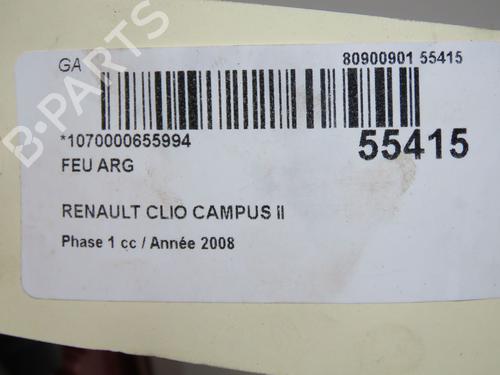 GA 80900901 55415
*1070000655994 55415
FEU ARG
RENAULT CLIO CAMPUS II
Phase 1 cc / Année 2008
B-PARTS